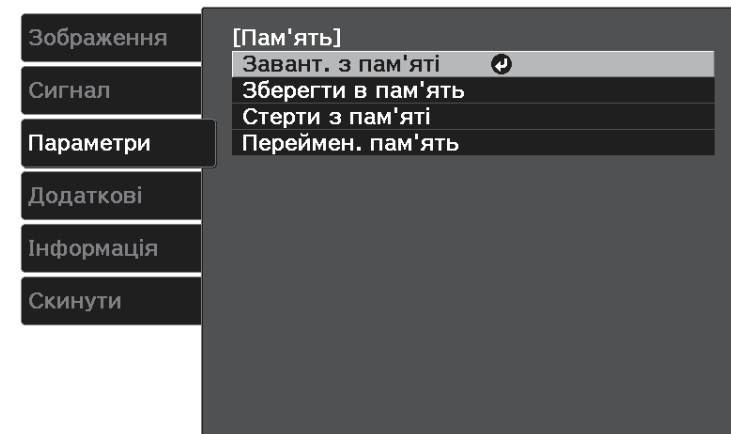 Зображення
Сигнал
Параметри
Додаткові
Інформація
Скинути
[Пам'ять]
Завант. з пам'яті
Зберегти в пам'ять
Стерти з пам'яті
Переймен. пам'ять